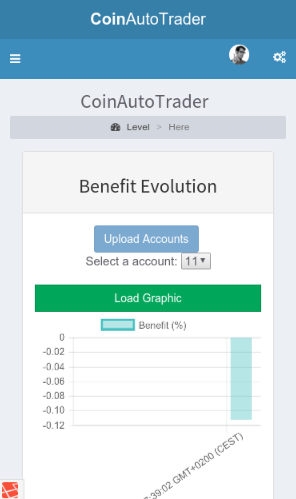 CoinAutoTrader
CoinAutoTrader
Level > Here
Benefit Evolution
Upload Accounts
Select a account: 11
Load Graphic
Benefit (%)
0
-0.02
-0.04
-0.06
-0.08
-0.10
-0.12
39:02 GMT+0200 (CEST)